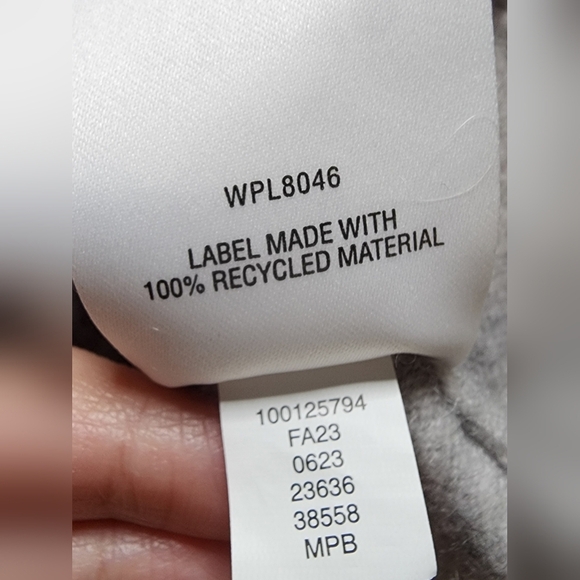 WPL8046
LABEL MADE WITH
100% RECYCLED MATERIAL
100125794
FA23
0623
23636
38558
MPB